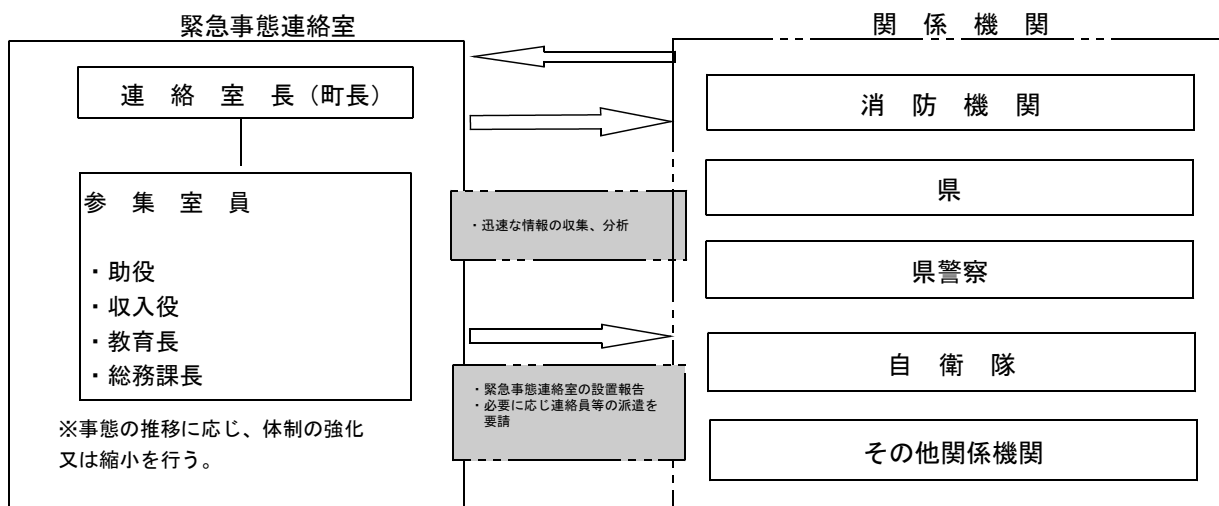 緊急事態連絡室
連絡室長（町長）
参集室員
・助役
・収入役
・教育長
・総務課長
※事態の推移に応じ、体制の強化
又は縮小を行う。
・迅速な情報の収集、分析
・緊急事態連絡室の設置報告
・必要に応じ連絡員等の派遣を
要請
関係機関
消防機関
県
県警察
自衛隊
その他関係機関